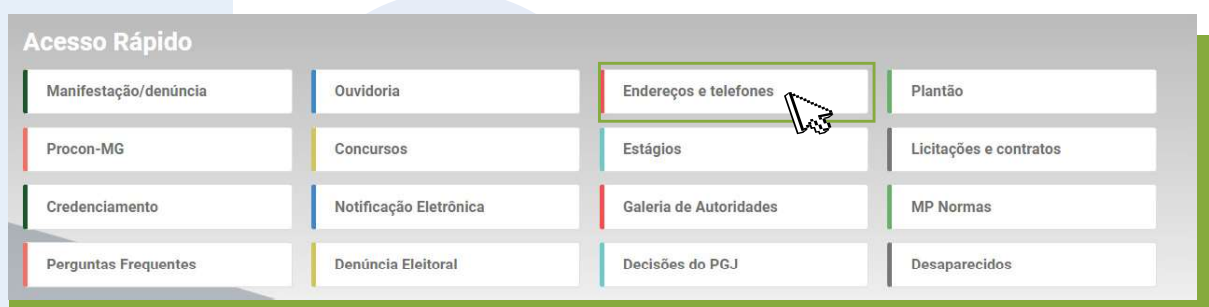 Acesso Rápido
Manifestação/denúncia
Ouvidoria
Endereços e telefones
Plantão
Procon-MG
Concursos
Estágios
Licitações e contratos
Credenciamento
Notificação Eletrônica
Galeria de Autoridades
MP Normas
Perguntas Frequentes
Denúncia Eleitoral
Decisões do PGJ
Desaparecidos